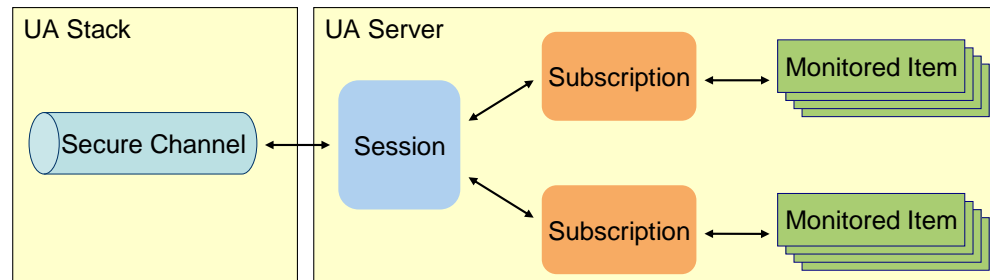 UA Stack
Secure Channel
UA Server
Session
Subscription
Monitored Item
Subscription
Monitored Item